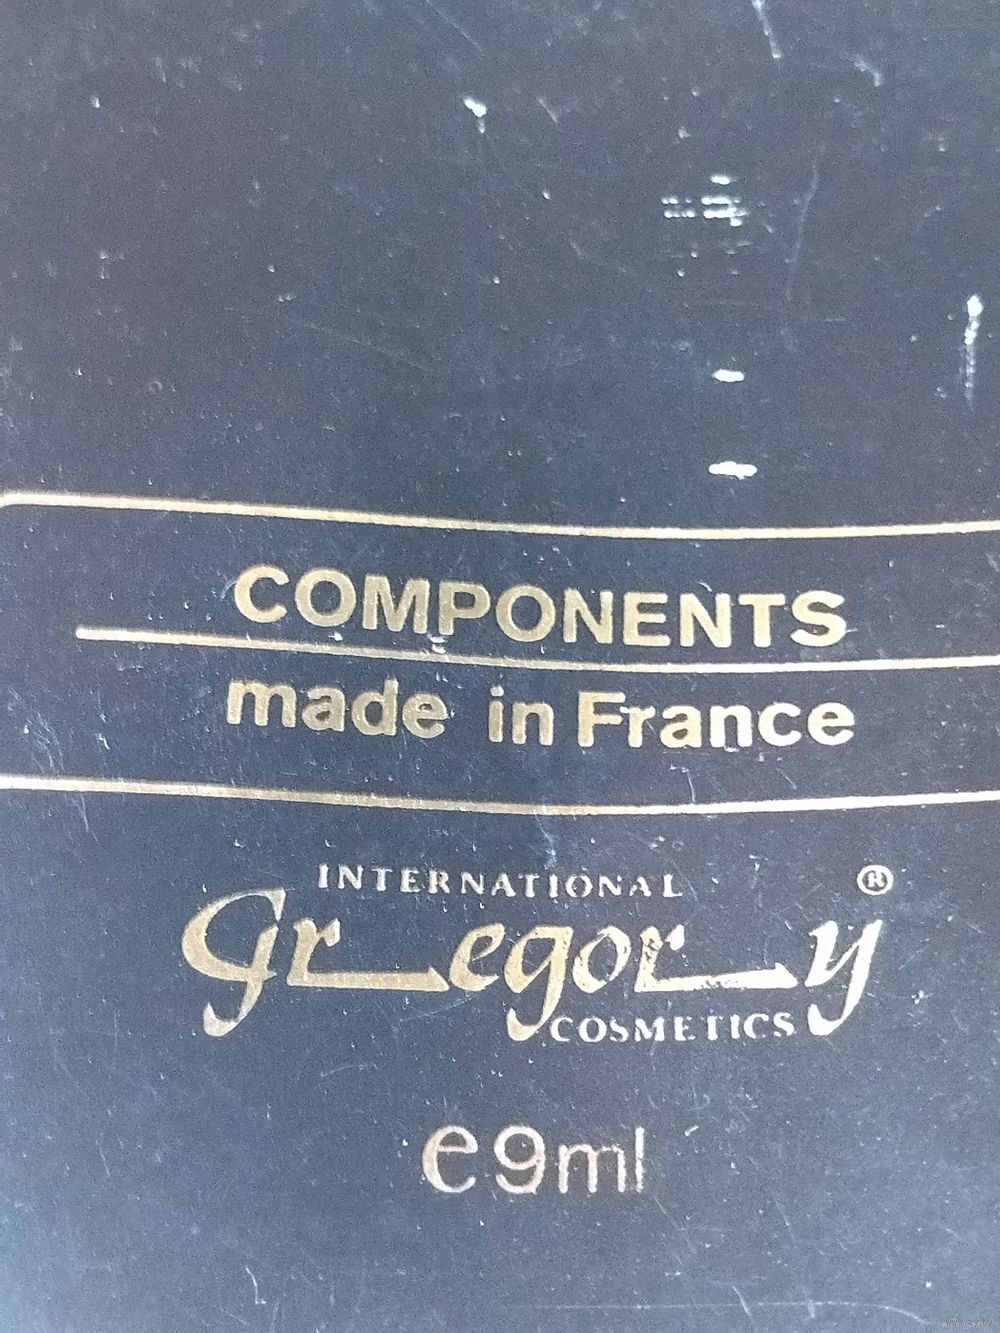 COMPONENTS
made in France
INTERNATIONAL
Gregory ®
COSMETICS
e 9ml